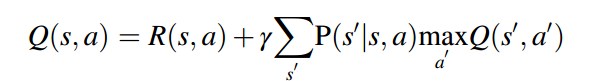 Q(s,a) = R(s,a) + γ∑P(s′|s,a)maxQ(s′,a′)
s′ a′